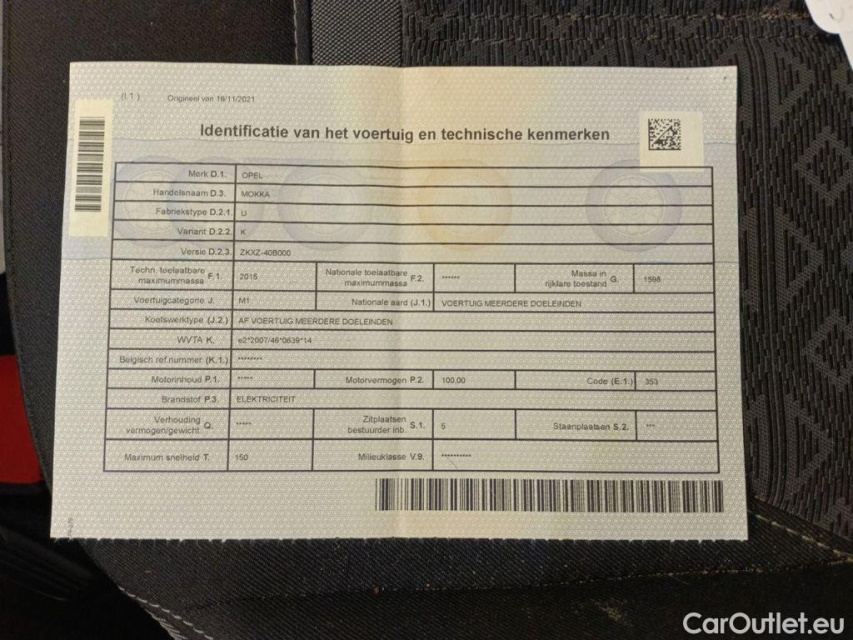 (I.1) Origineel van 16/11/2021
Identificatie van het voertuig en technische kenmerken
Merk D.1. OPEL
Handelsnaam D.3. MOKKA
Fabriekstype D.2.1. U
Variant D.2.2. K
Versie D.2.3. ZKXZ-40B000
Techn. toelaatbare maximummassa F.1. 2015 Nationale toelaatbare maximummassa F.2. ****** Massa in rijklare toestand G. 1598
Voertuigcategorie J. M1 Nationale aard (J.1.) VOERTUIG MEERDERE DOELEINDEN
Koetswerktype (J.2.) AF VOERTUIG MEERDERE DOELEINDEN
WVTA K. e2*2007/46*0639*14
Belgisch ref.nummer (K.1.) ********
Motorinhoud P.1. ***** Motorvermogen P.2. 100,00 Code (E.1.) 353
Brandstof P.3. ELEKTRICITEIT
Verhouding vermogen/gewicht Q. ***** Zitplaatsen bestuurder inb. S.1. 5 Staanplaatsen S.2. ***
Maximum snelheid T. 150 Milieuklasse V.9. **********
CarOutlet.eu